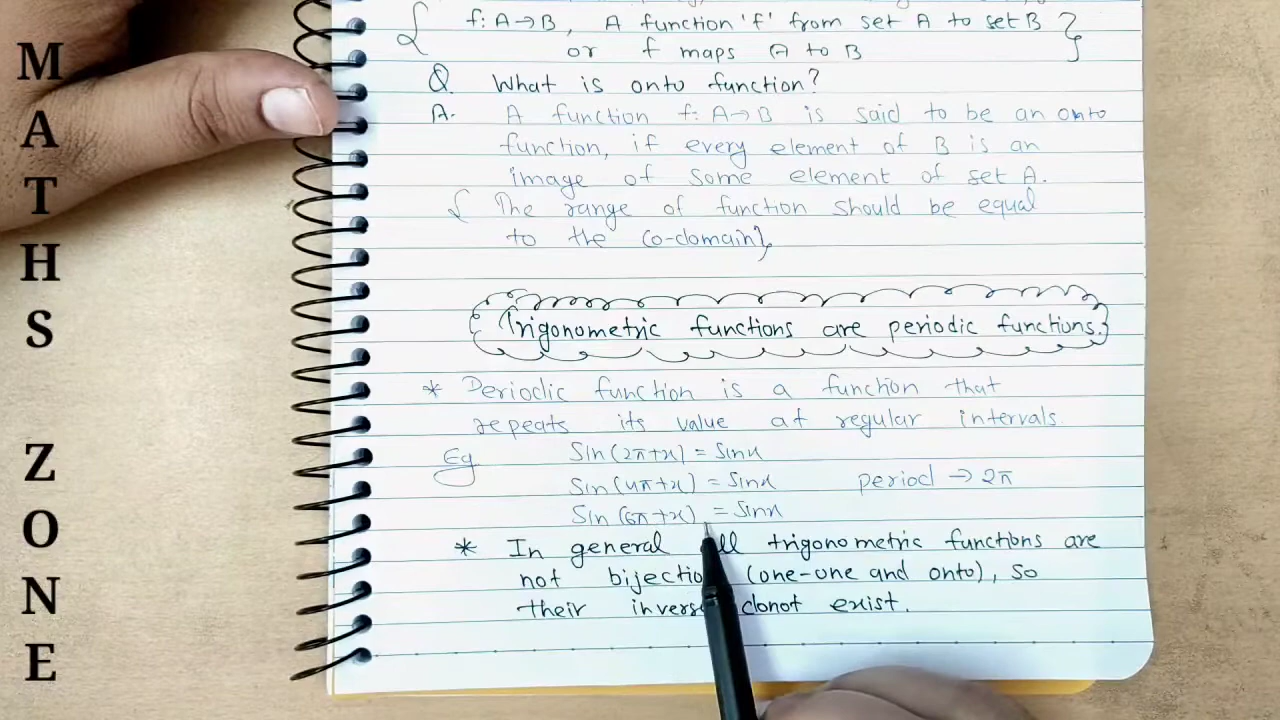 MATHS ZONE
{ f: A→B, A function 'f' from set A to set B }
or f maps A to B
Q. What is onto function?
A. A function f: A→B is said to be an onto
function, if every element of B is an
image of some element of set A.
{ The range of function should be equal
to the Co-domain}
Trigonometric functions are periodic functions.
* Periodic function is a function that
repeats its value at regular intervals.
Eg Sin(2π+x) = Sinx
Sin(4π+x) = Sinx period → 2π
Sin(6π+x) = Sinx
* In general all trigonometric functions are
not bijection (one-one and onto), so
their inverse donot exist.